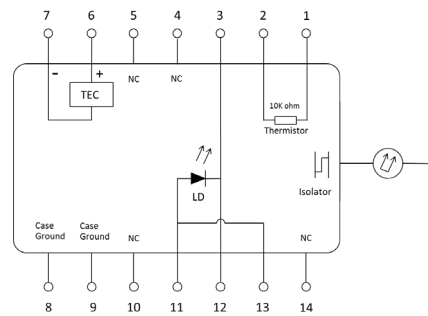 7 6 5 4 3 2 1
- + NC NC 10K ohm
TEC
Thermistor
LD
Isolator
Case
Ground
Case
Ground
NC
NC
8 9 10 11 12 13 14